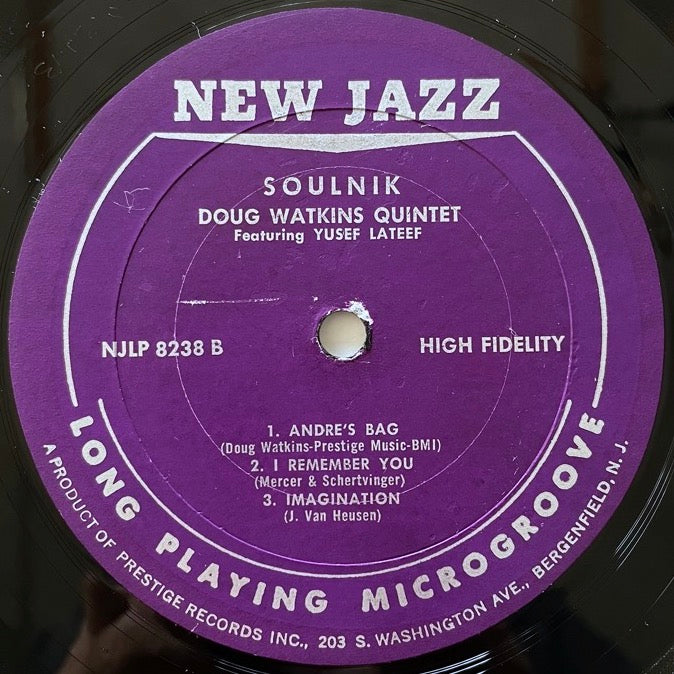 NEW JAZZ
SOULNIK
DOUG WATKINS QUINTET
Featuring YUSEF LATEEF
NJLP 8238 B
HIGH FIDELITY
1. ANDRE'S BAG
(Doug Watkins-Prestige Music-BMI)
2. I REMEMBER YOU
(Mercer & Schertvinger)
3. IMAGINATION
(J. Van Heusen)
LONG PLAYING MICROGROOVE
A PRODUCT OF PRESTIGE RECORDS INC., 203 S. WASHINGTON AVE., BERGENFIELD, N. J.